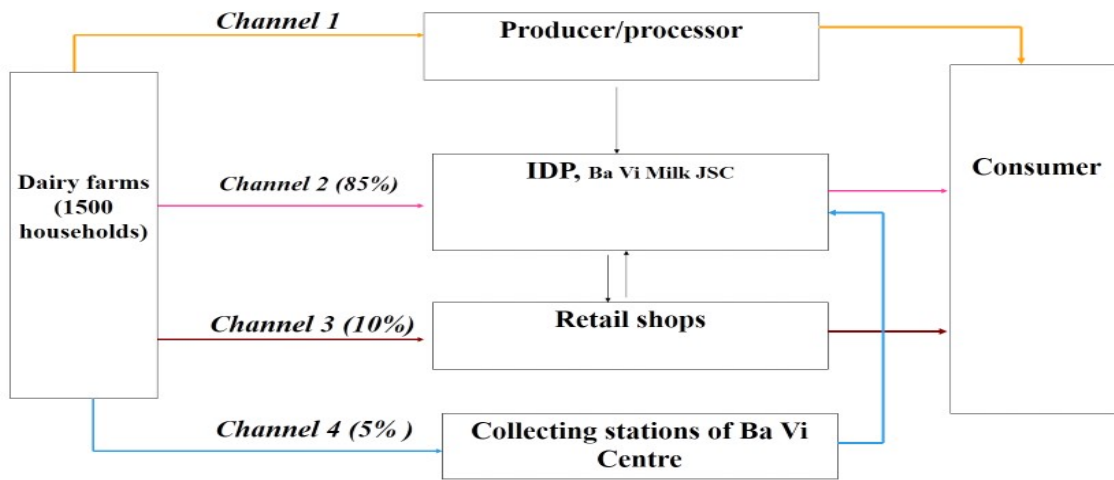 Channel 1
Producer/processor
Dairy farms
(1500
households)
Channel 2 (85%)
IDP, Ba Vi Milk JSC
Consumer
Channel 3 (10%)
Retail shops
Channel 4 (5% )
Collecting stations of Ba Vi
Centre